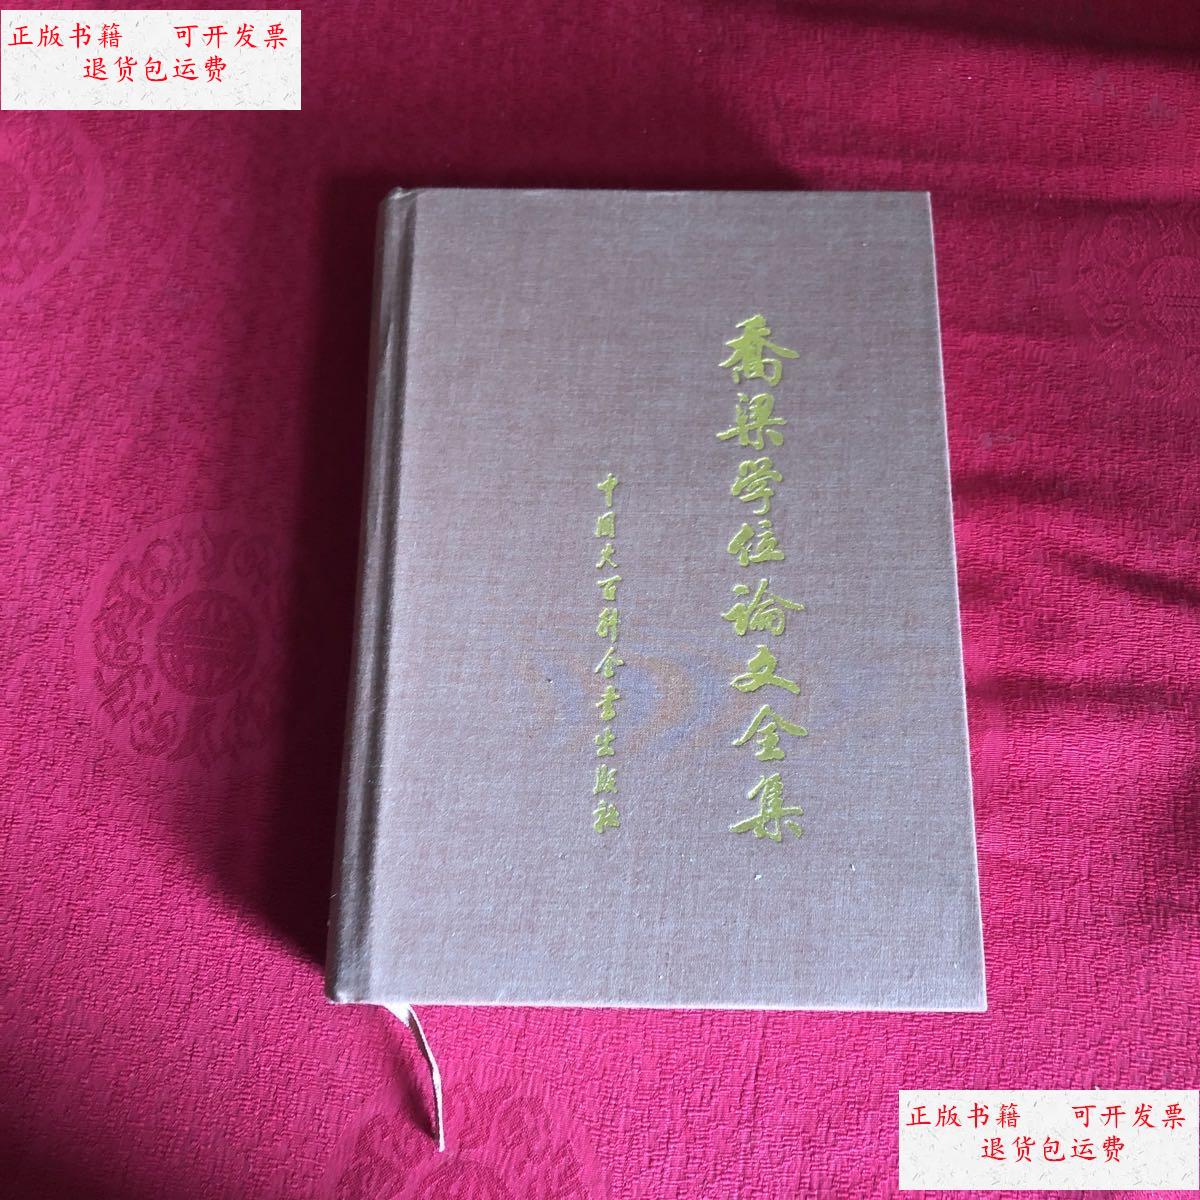 正版书籍 可开发票
退货包运费
喬梁学位論文全集
中国大百科全书出版社
正版书籍 可开发票
退货包运费